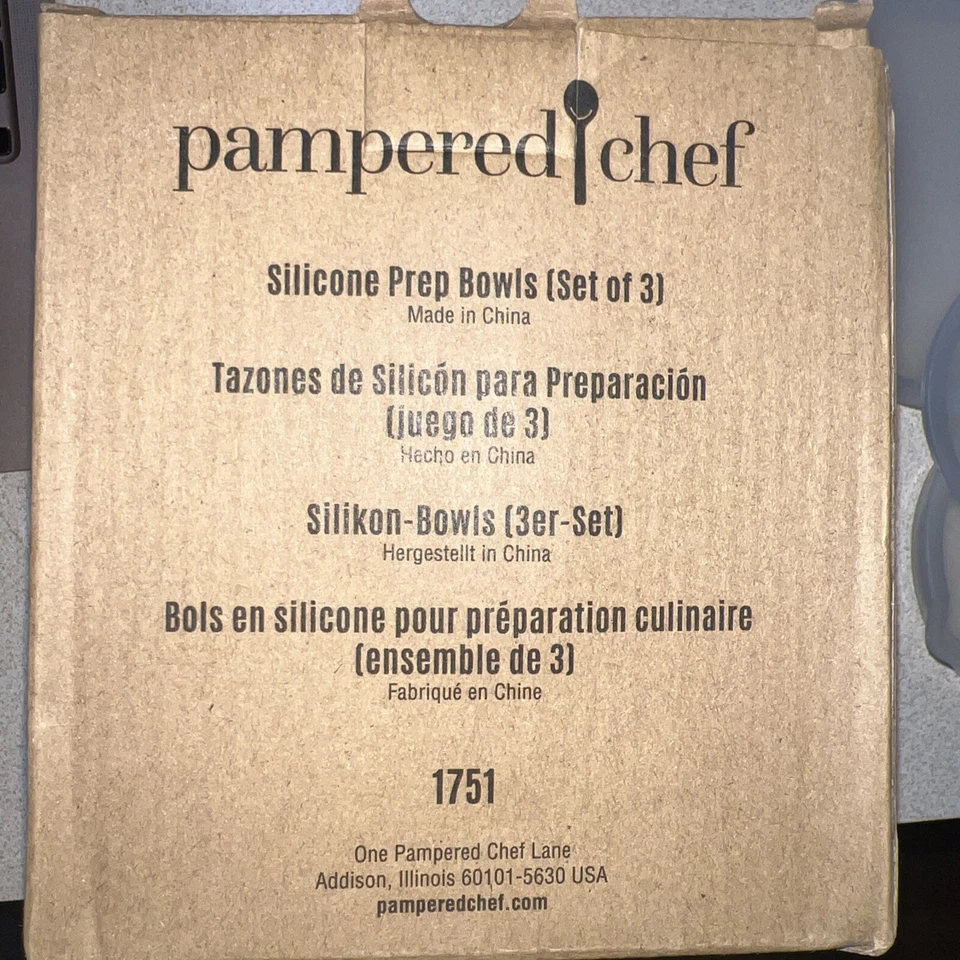 pampered chef
Silicone Prep Bowls (Set of 3)
Made in China
Tazones de Silicón para Preparación
(juego de 3)
Hecho en China
Silikon-Bowls (3er-Set)
Hergestellt in China
Bols en silicone pour préparation culinaire
(ensemble de 3)
Fabriqué en Chine
1751
One Pampered Chef Lane
Addison, Illinois 60101-5630 USA
pamperedchef.com